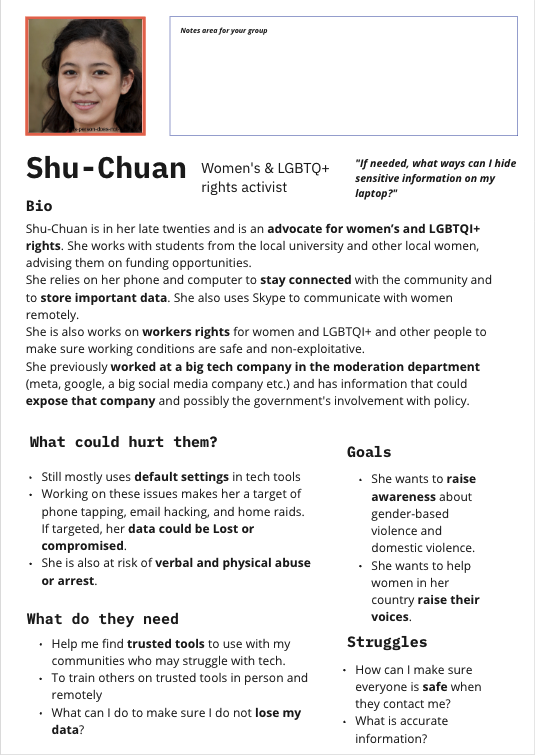 Notes area for your group
Shu-Chuan
Women's & LGBTQ+
rights activist
"If needed, what ways can I hide
sensitive information on my
laptop?"
Bio
Shu-Chuan is in her late twenties and is an advocate for women's and LGBTQI+
rights. She works with students from the local university and other local women,
advising them on funding opportunities.
She relies on her phone and computer to stay connected with the community and
to store important data. She also uses Skype to communicate with women
remotely.
She is also works on workers rights for women and LGBTQI+ and other people to
make sure working conditions are safe and non-exploitative.
She previously worked at a big tech company in the moderation department
(meta, google, a big social media company etc.) and has information that could
expose that company and possibly the government's involvement with policy.
What could hurt them?
• Still mostly uses default settings in tech tools
• Working on these issues makes her a target of
phone tapping, email hacking, and home raids.
If targeted, her data could be Lost or
compromised.
• She is also at risk of verbal and physical abuse
or arrest.
What do they need
• Help me find trusted tools to use with my
communities who may struggle with tech.
• To train others on trusted tools in person and
remotely
• What can I do to make sure I do not lose my
data?
Goals
• She wants to raise
awareness about
gender-based
violence and
domestic violence.
• She wants to help
women in her
country raise their
voices.
Struggles
• How can I make sure
everyone is safe when
they contact me?
• What is accurate
information?